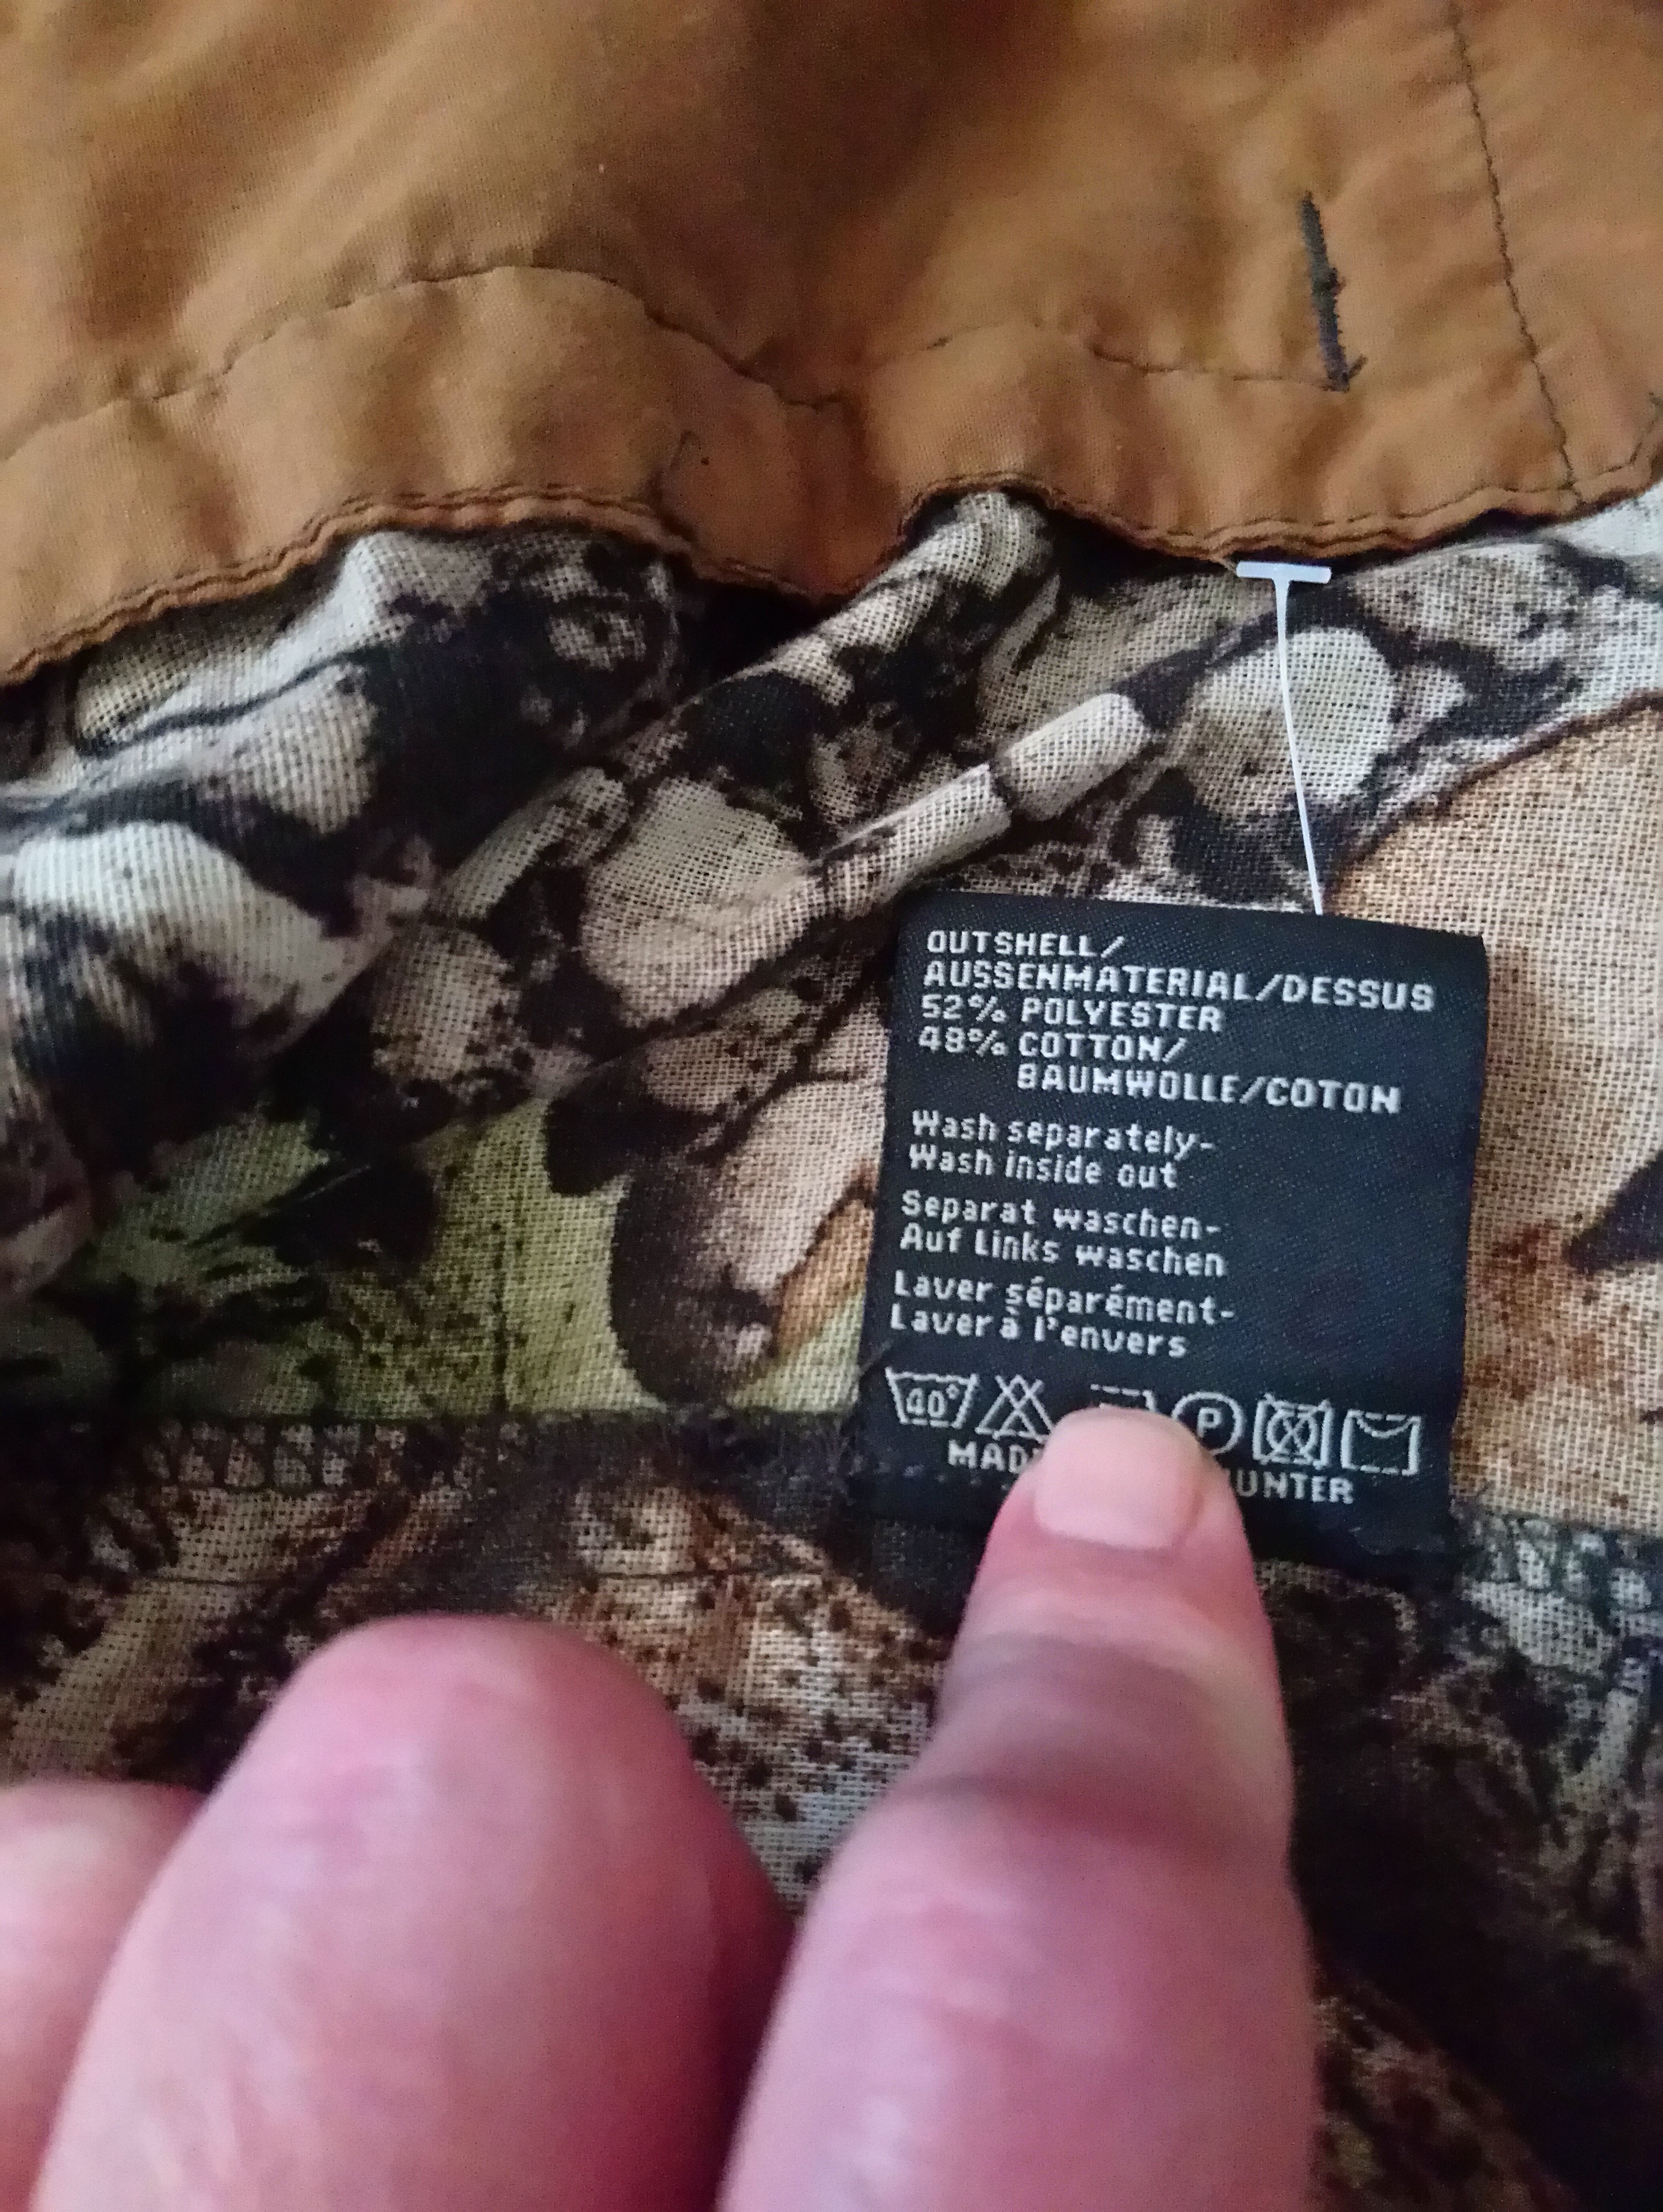 OUTSHELL/
AUSSENMATERIAL/DESSUS
52% POLYESTER
48% COTTON/
BAUMWOLLE/COTON
Wash separately-
Wash inside out
Separat waschen-
Auf Links waschen
Laver séparément-
Laver à l'envers
40° P